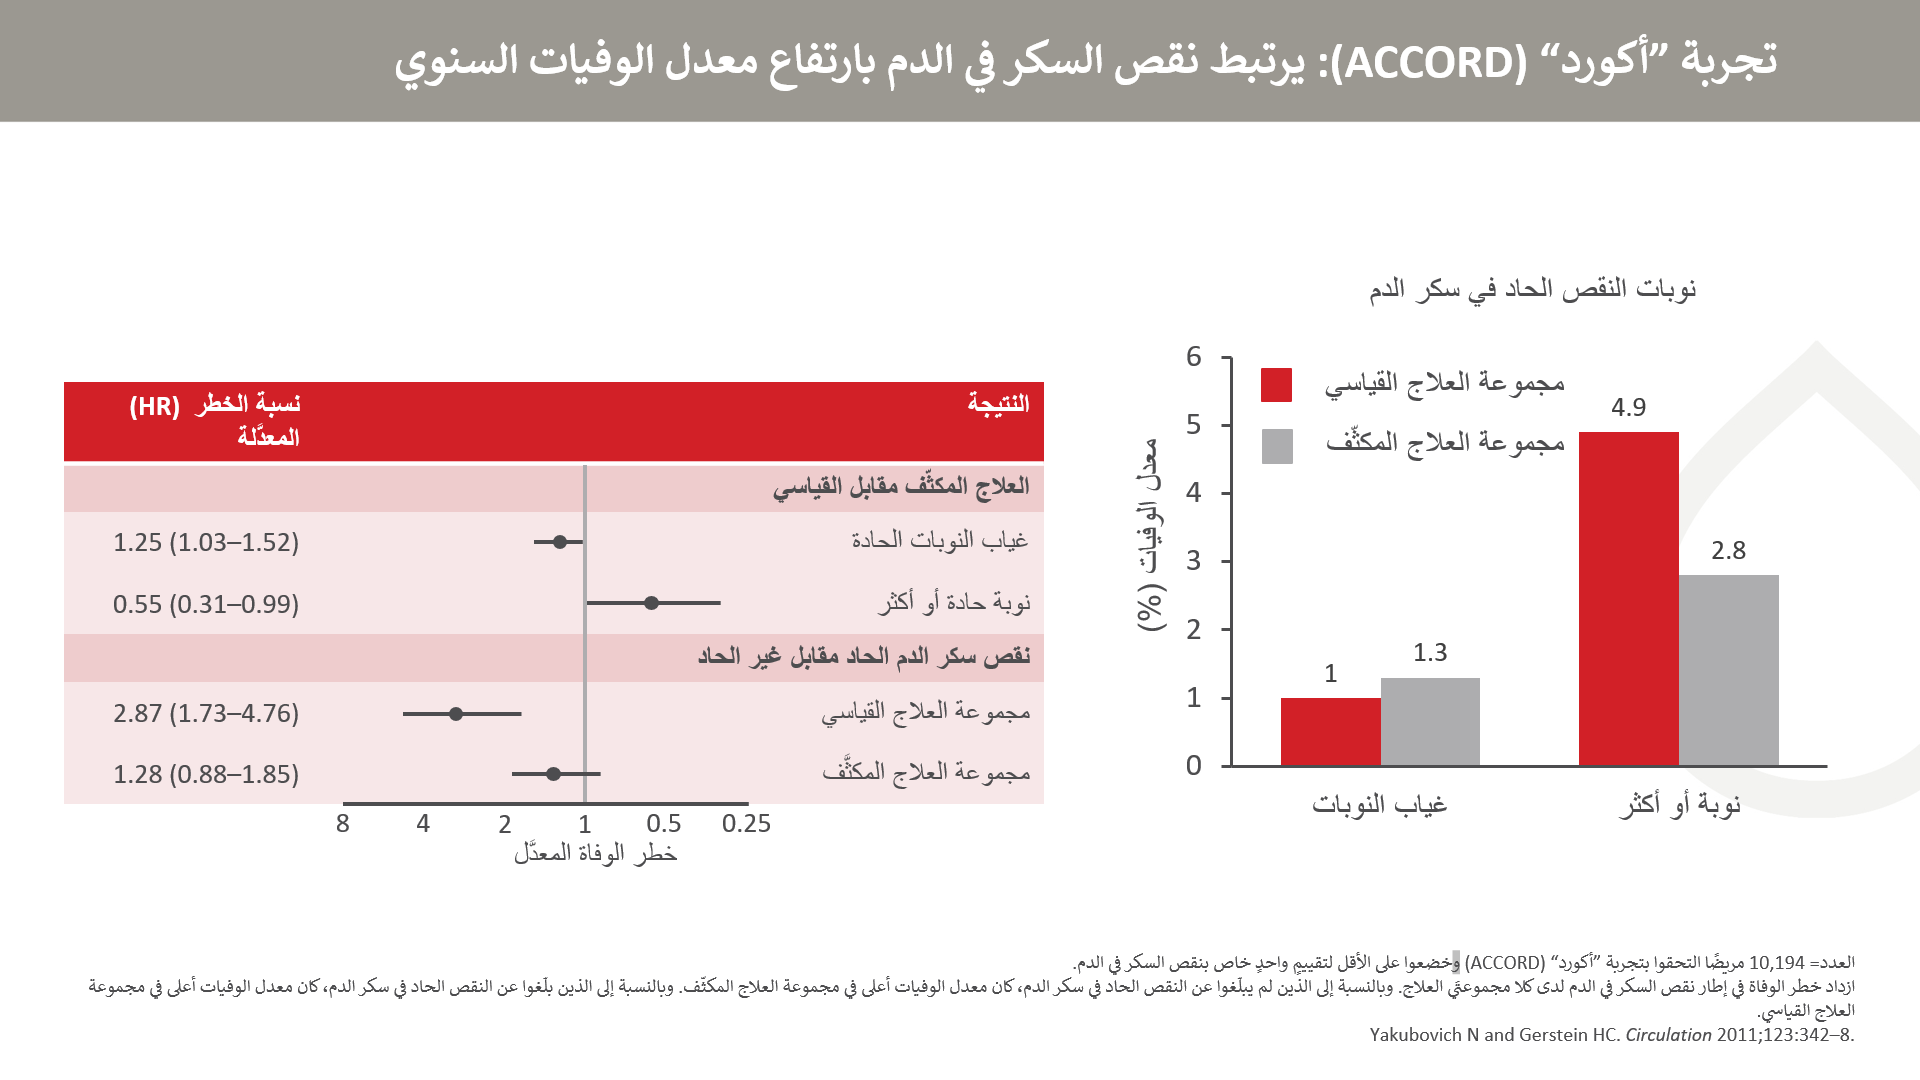 تجربة ”أكورد“ (ACCORD): يرتبط نقص السكر في الدم بارتفاع معدل الوفيات السنوي
نوبات النقص الحاد في سكر الدم
معدل الوفيات (%)
6
5
4
3
2
1
0
مجموعة العلاج القياسي
مجموعة العلاج المكثّف
1
1.3
4.9
2.8
غياب النوبات
نوبة أو أكثر
النتيجة
نسبة الخطر (HR)
المعدَّلة
العلاج المكثّف مقابل القياسي
غياب النوبات الحادة
1.25 (1.03–1.52)
نوبة حادة أو أكثر
0.55 (0.31–0.99)
نقص سكر الدم الحاد مقابل غير الحاد
مجموعة العلاج القياسي
2.87 (1.73–4.76)
مجموعة العلاج المكثَّف
1.28 (0.88–1.85)
8 4 2 1 0.5 0.25
خطر الوفاة المعدَّل
العدد= 10,194 مريضًا التحقوا بتجربة ”أكورد“ (ACCORD) وخضعوا على الأقل لتقييمٍ واحدٍ خاص بنقص السكر في الدم.
ازداد خطر الوفاة في إطار نقص السكر في الدم لدى كلا مجموعتَي العلاج. وبالنسبة إلى الذين لم يبلّغوا عن النقص الحاد في سكر الدم، كان معدل الوفيات أعلى في مجموعة العلاج المكثّف. وبالنسبة إلى الذين بلّغوا عن النقص الحاد في سكر الدم، كان معدل الوفيات أعلى في مجموعة
العلاج القياسي.
Yakubovich N and Gerstein HC. Circulation 2011;123:342–8.